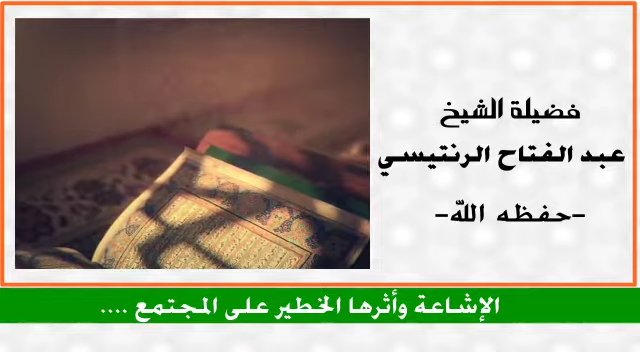 فضيلة الشيخ
عبد الفتاح الرنتيسي
-حفظه الله-
الإشاعة وأثرها الخطير على المجتمع ....